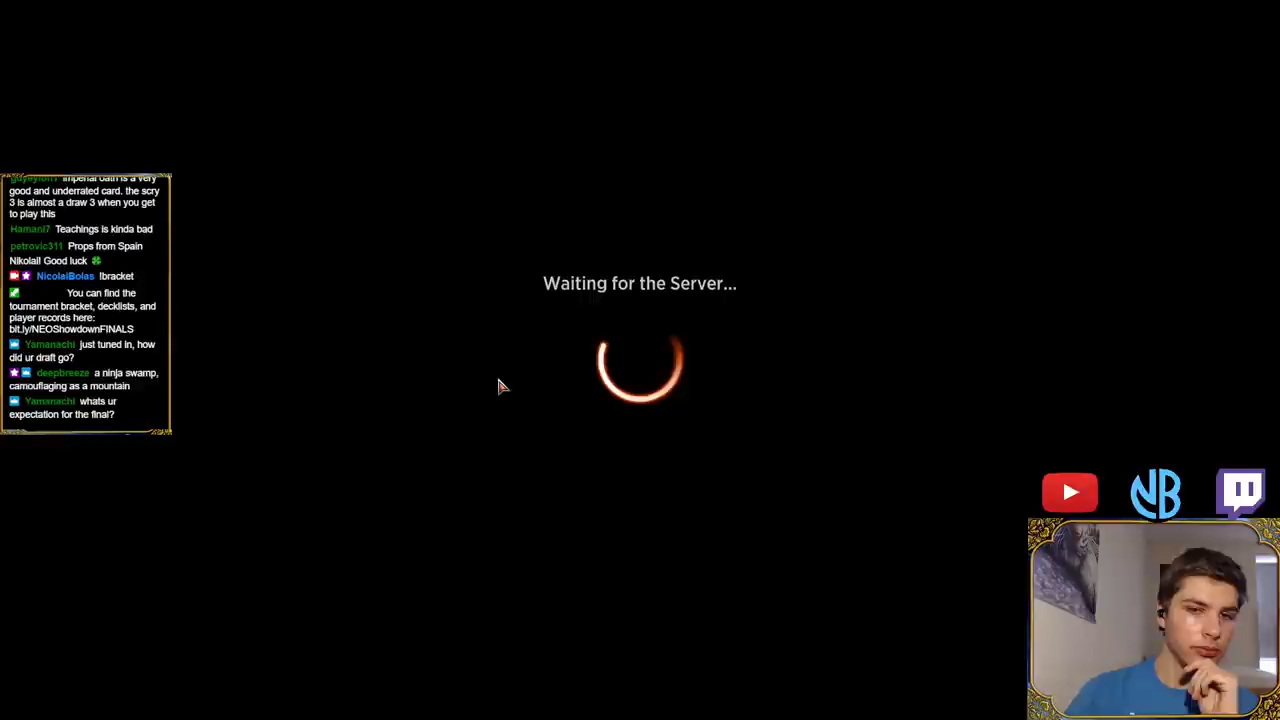 Imperial oath is a very
good and underrated card. the scry
3 is almost a draw 3 when you get
to play this
Hamani7 Teachings is kinda bad
petrovic311 Props from Spain
Nikolai! Good luck
NicolaiBolas !bracket
You can find the
tournament bracket, decklists, and
player records here:
bit.ly/NEOShowdownFINALS
Yamanachi just tuned in, how
did ur draft go?
deepbreeze a ninja swamp,
camouflaging as a mountain
Yamanachi whats ur
expectation for the final?
Waiting for the Server...
NB